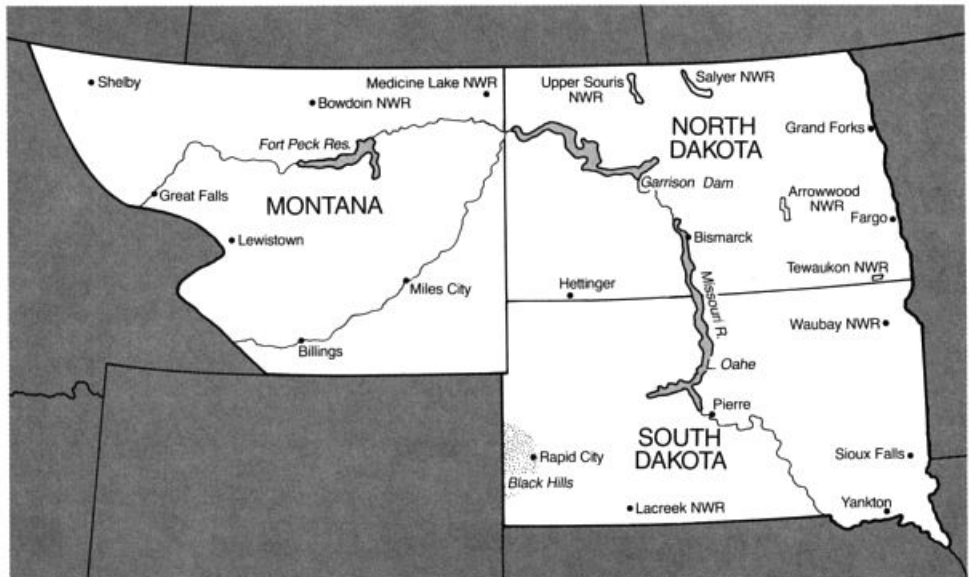 Shelby
Medicine Lake NWR
Bowdoin NWR
Fort Peck Res.
Great Falls
MONTANA
Lewistown
Miles City
Billings
Upper Souris
NWR
Salyer NWR
NORTH
DAKOTA
Grand Forks
Garrison Dam
Arrowwood
NWR
Fargo
Bismarck
Tewaukon NWR
Hettinger
Missouri R.
Waubay NWR
L. Oahe
Pierre
SOUTH
DAKOTA
Rapid City
Black Hills
Sioux Falls
Lacreek NWR
Yankton